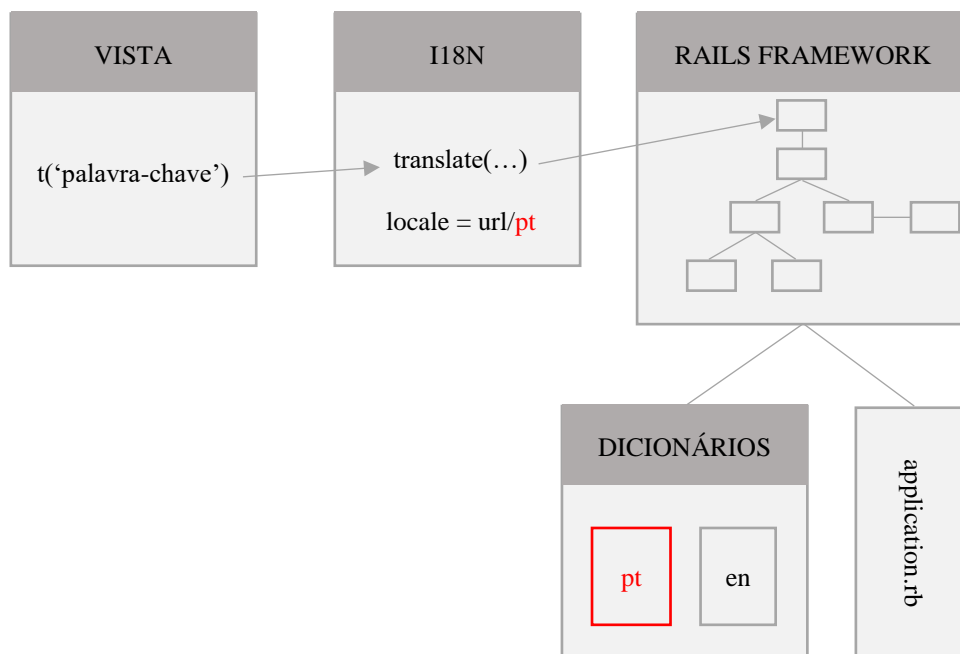 VISTA
t(‘palavra-chave’)
I18N
translate(…)
locale = url/pt
RAILS FRAMEWORK
DICIONÁRIOS
pt
en
application.rb